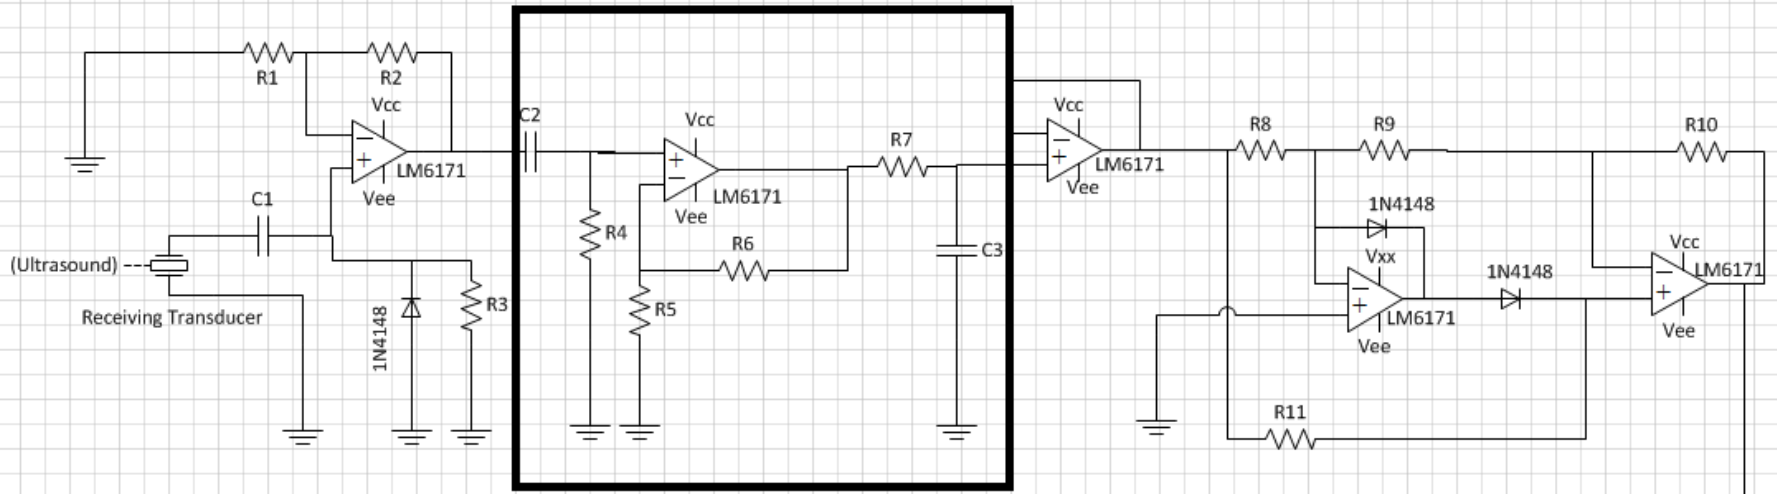 R1
R2
Vcc
−
+
LM6171
Vee
C1
(Ultrasound)
Receiving Transducer
1N4148
R3
C2
Vcc
+
−
LM6171
Vee
R4
R5
R6
R7
C3
Vcc
−
+
LM6171
Vee
R8
R9
R10
1N4148
Vxx
−
+
LM6171
Vee
1N4148
Vcc
−
+
LM6171
Vee
R11